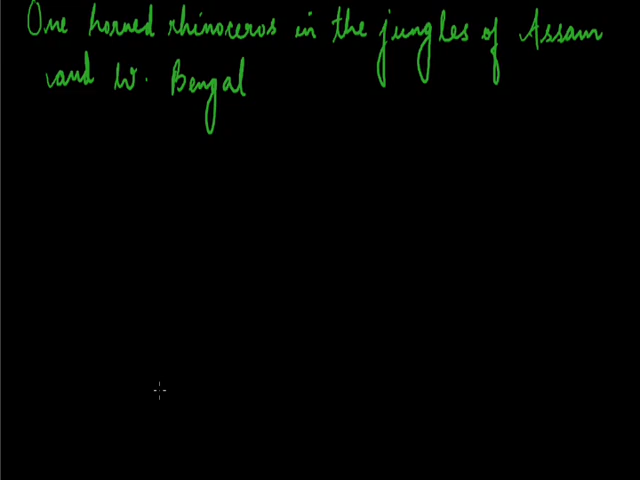 One horned rhinoceros in the jungles of Assam
and W. Bengal